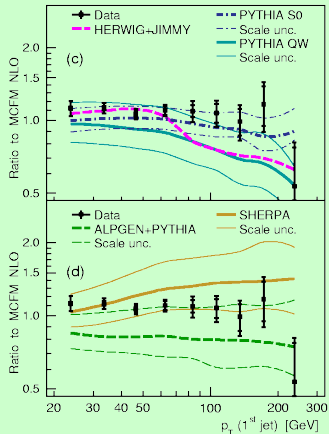 Data
PYTHIA S0
HERWIG+JIMMY
Scale unc.
PYTHIA QW
Scale unc.
(c)
Ratio to MCFM NLO
2.0
1.5
1.0
0.5
Data
SHERPA
ALPGEN+PYTHIA
Scale unc.
Scale unc.
(d)
Ratio to MCFM NLO
2.0
1.5
1.0
0.5
20 30 40 50 100 200 300
pT (1st jet) [GeV]